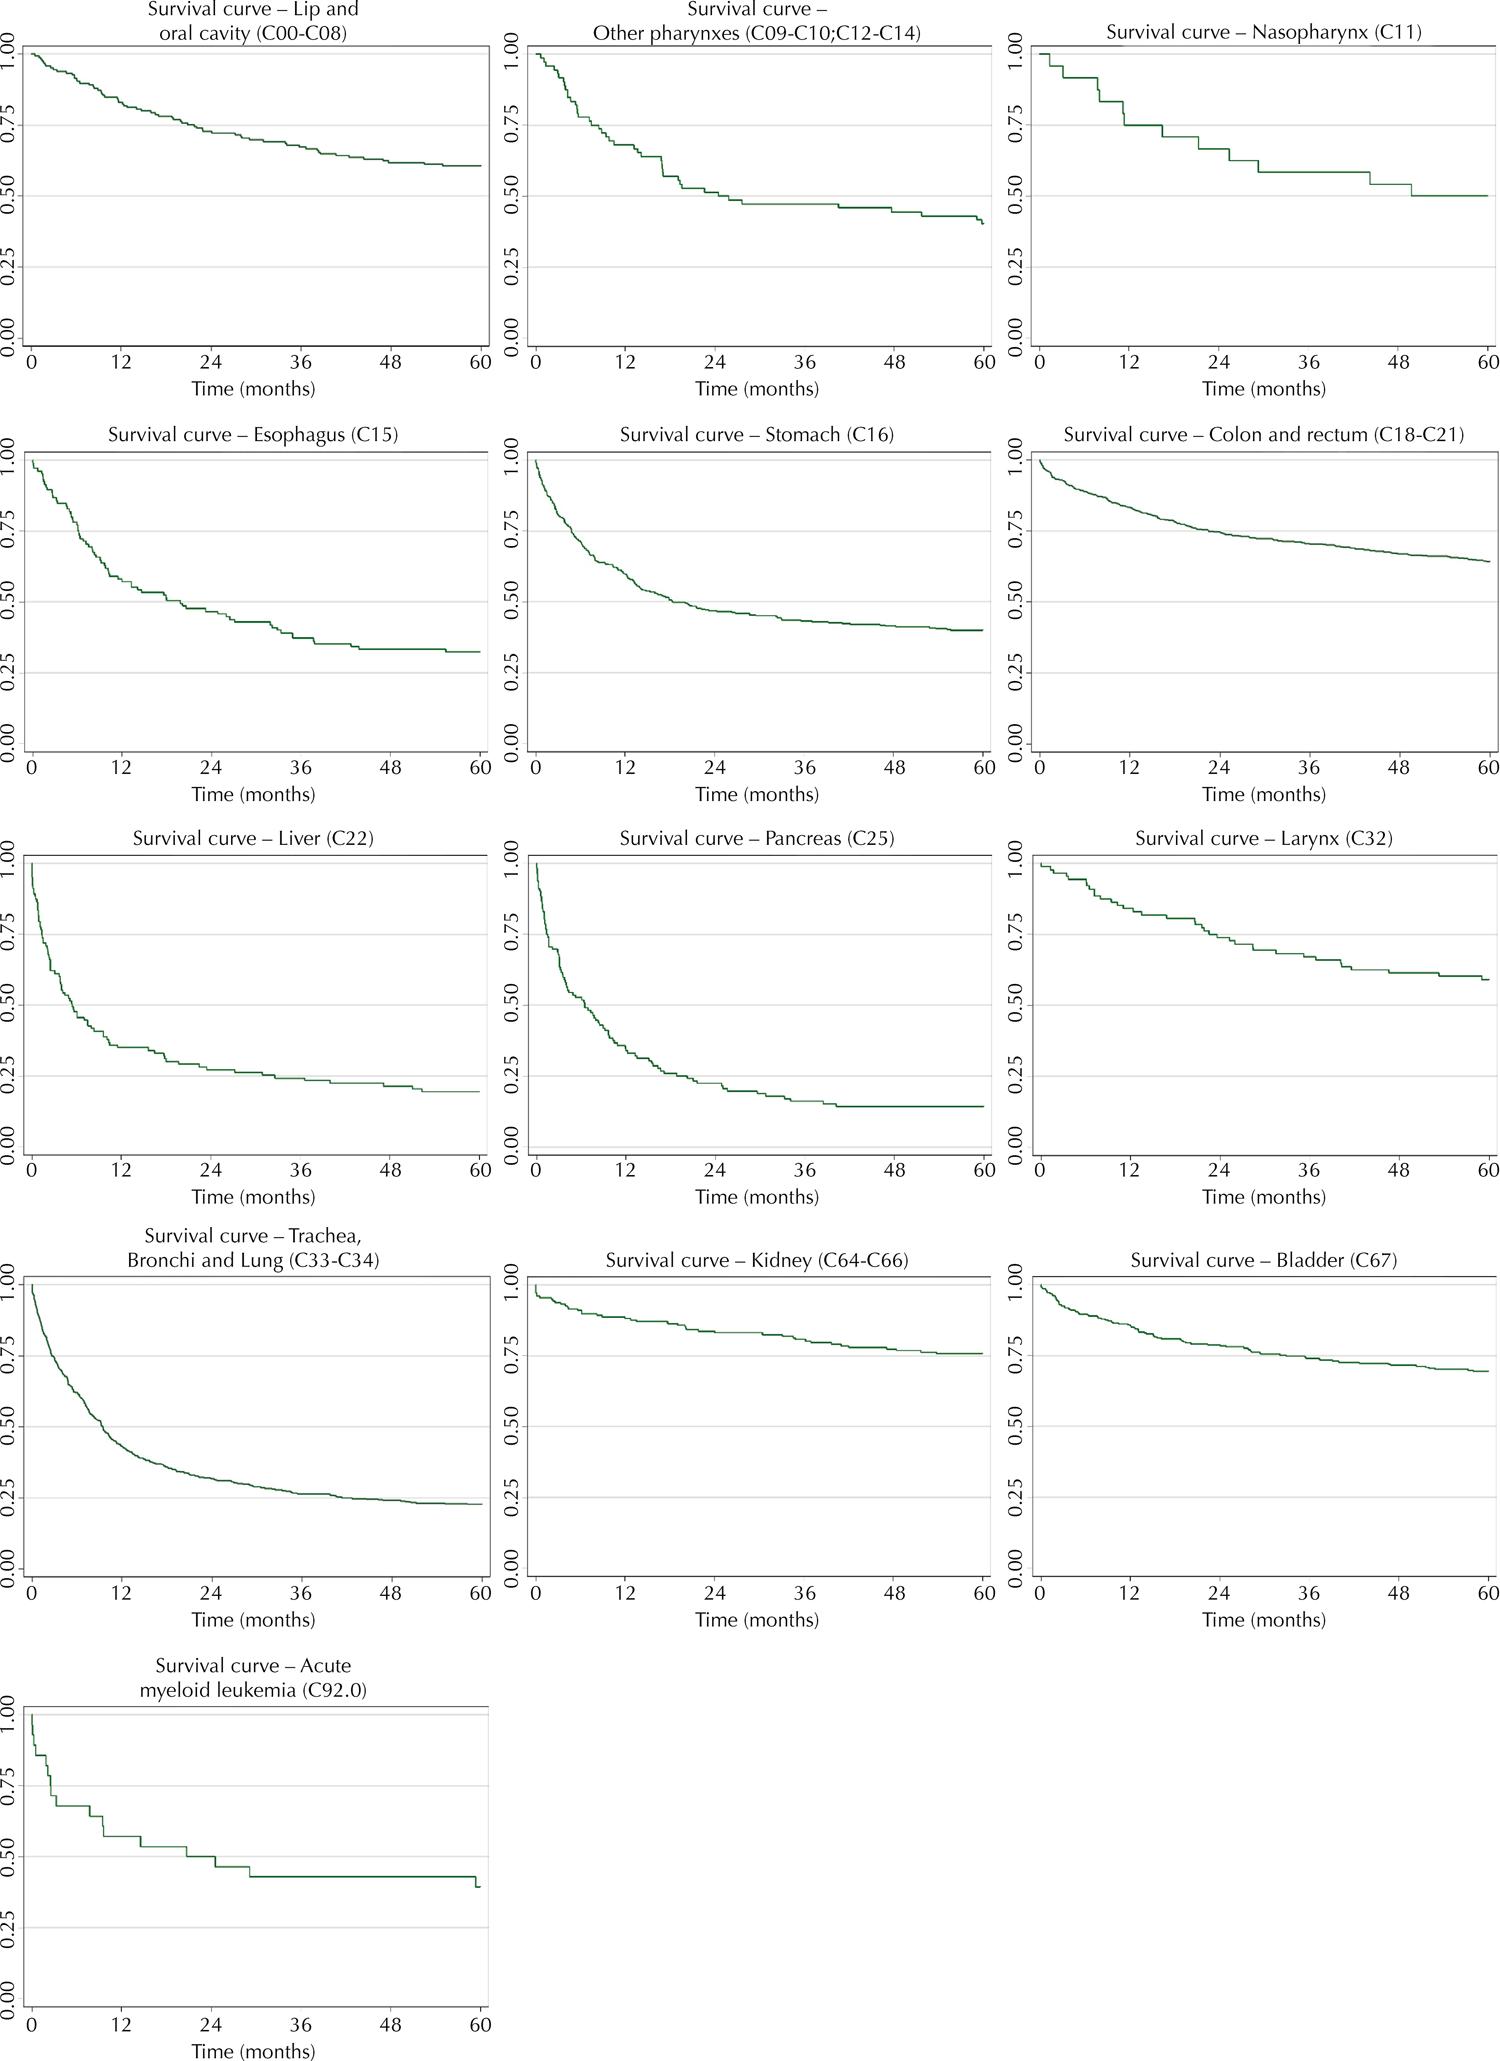 Survival curve – Lip and
oral cavity (C00-C08)
1.00
0.75
0.50
0.25
0.00
0 12 24 36 48 60
Time (months)
Survival curve –
Other pharynxes (C09-C10;C12-C14)
1.00
0.75
0.50
0.25
0.00
0 12 24 36 48 60
Time (months)
Survival curve – Nasopharynx (C11)
1.00
0.75
0.50
0.25
0.00
0 12 24 36 48 60
Time (months)
Survival curve – Esophagus (C15)
1.00
0.75
0.50
0.25
0.00
0 12 24 36 48 60
Time (months)
Survival curve – Stomach (C16)
1.00
0.75
0.50
0.25
0.00
0 12 24 36 48 60
Time (months)
Survival curve – Colon and rectum (C18-C21)
1.00
0.75
0.50
0.25
0.00
0 12 24 36 48 60
Time (months)
Survival curve – Liver (C22)
1.00
0.75
0.50
0.25
0.00
0 12 24 36 48 60
Time (months)
Survival curve – Pancreas (C25)
1.00
0.75
0.50
0.25
0.00
0 12 24 36 48 60
Time (months)
Survival curve – Larynx (C32)
1.00
0.75
0.50
0.25
0.00
0 12 24 36 48 60
Time (months)
Survival curve – Trachea,
Bronchi and Lung (C33-C34)
1.00
0.75
0.50
0.25
0.00
0 12 24 36 48 60
Time (months)
Survival curve – Kidney (C64-C66)
1.00
0.75
0.50
0.25
0.00
0 12 24 36 48 60
Time (months)
Survival curve – Bladder (C67)
1.00
0.75
0.50
0.25
0.00
0 12 24 36 48 60
Time (months)
Survival curve – Acute
myeloid leukemia (C92.0)
1.00
0.75
0.50
0.25
0.00
0 12 24 36 48 60
Time (months)